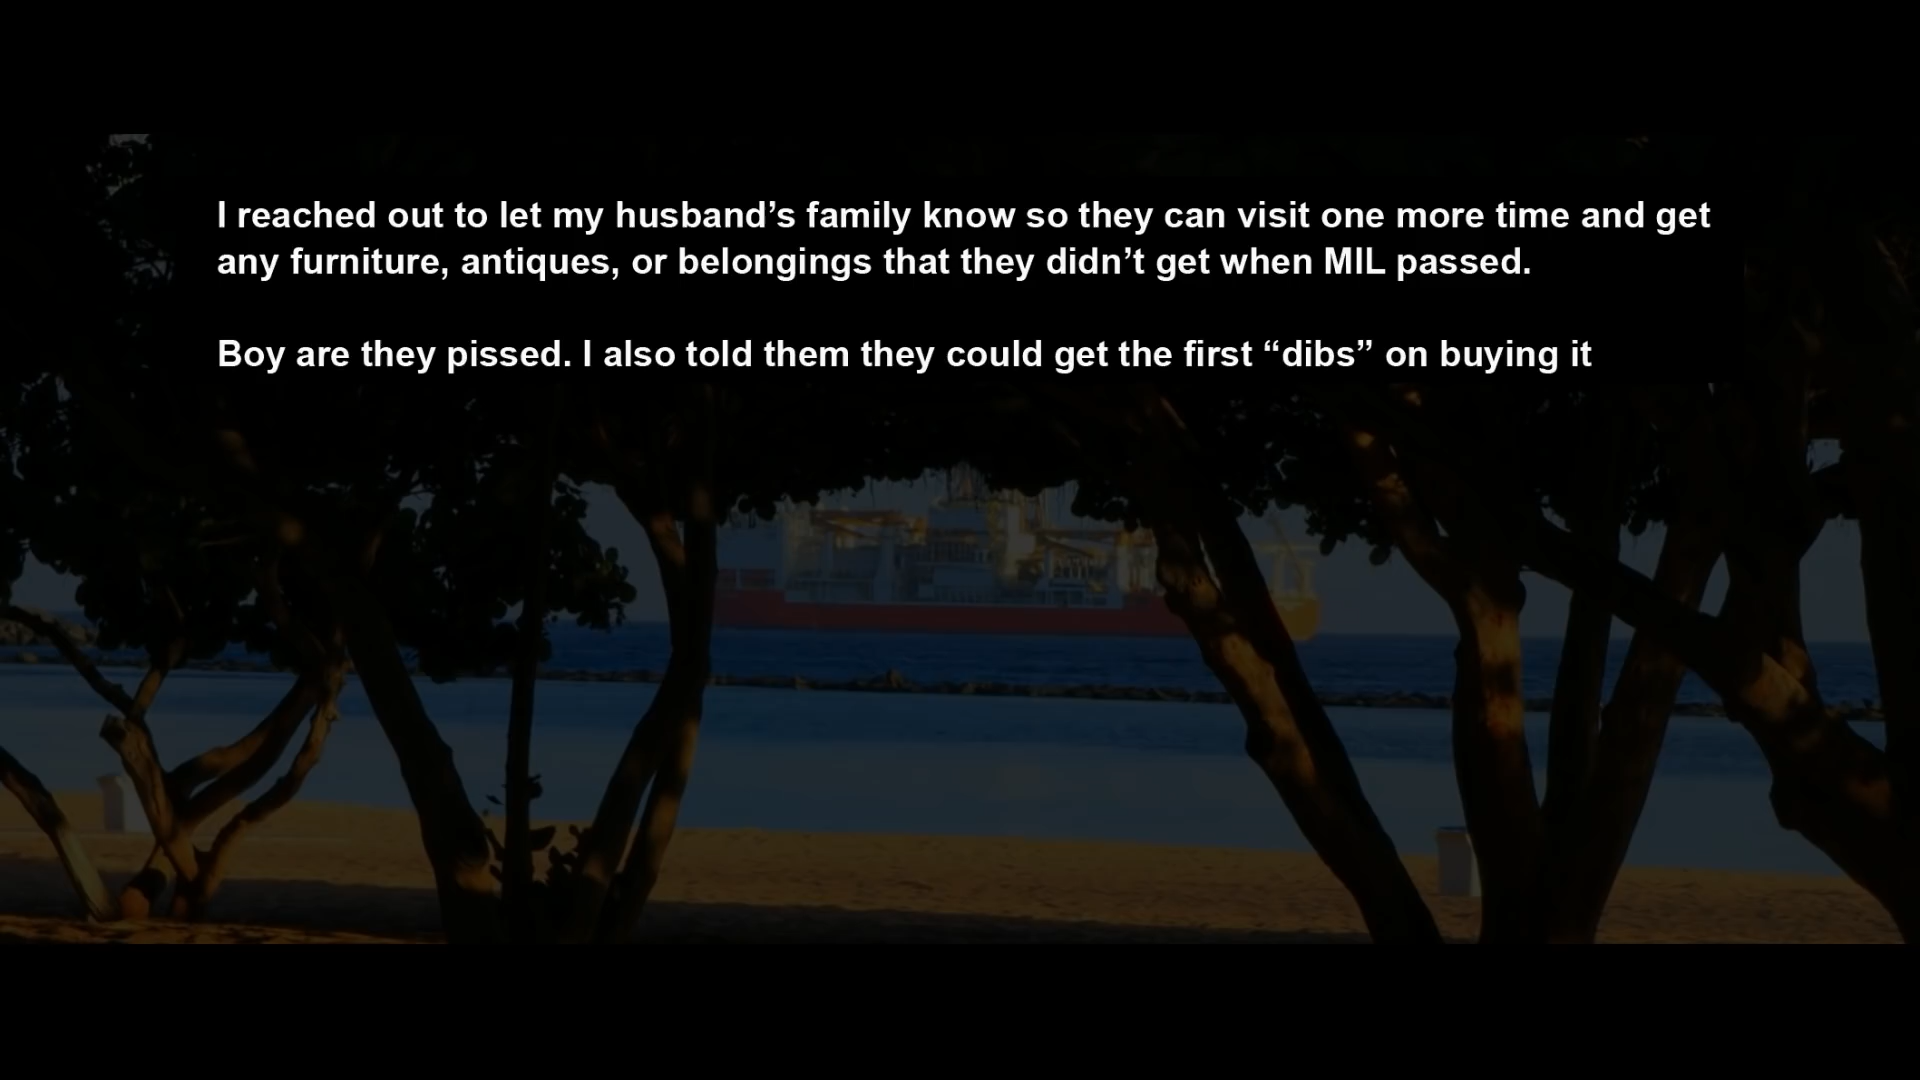 I reached out to let my husband’s family know so they can visit one more time and get
any furniture, antiques, or belongings that they didn’t get when MIL passed.
Boy are they pissed. I also told them they could get the first “dibs” on buying it